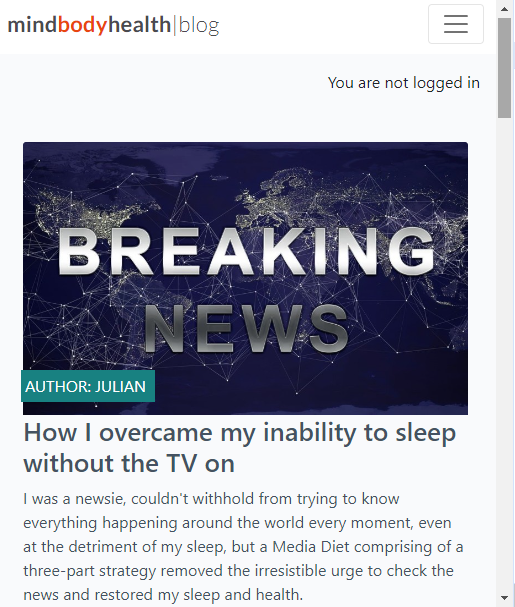 mindbodyhealth|blog
You are not logged in
BREAKING
NEWS
AUTHOR: JULIAN
How I overcame my inability to sleep
without the TV on
I was a newsie, couldn't withhold from trying to know
everything happening around the world every moment, even
at the detriment of my sleep, but a Media Diet comprising of a
three-part strategy removed the irresistible urge to check the
news and restored my sleep and health.